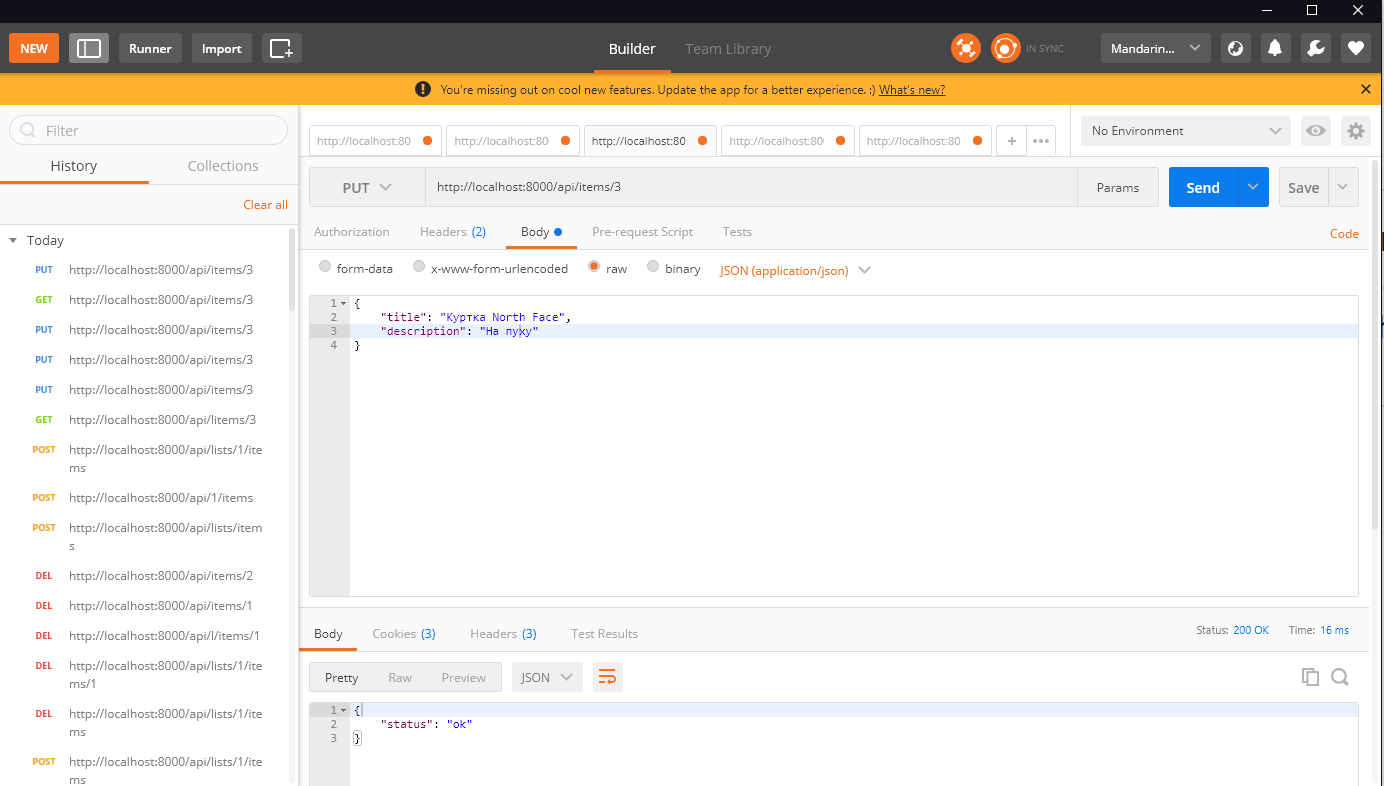 NEW
Runner
Import
Builder
Team Library
IN SYNC
Mandarin...
You're missing out on cool new features. Update the app for a better experience. :) What's new?
Filter
History
Collections
Clear all
Today
PUT http://localhost:8000/api/items/3
GET http://localhost:8000/api/items/3
PUT http://localhost:8000/api/items/3
PUT http://localhost:8000/api/items/3
PUT http://localhost:8000/api/items/3
GET http://localhost:8000/api/litems/3
POST http://localhost:8000/api/lists/1/ite
ms
POST http://localhost:8000/api/1/items
POST http://localhost:8000/api/lists/item
s
DEL http://localhost:8000/api/items/2
DEL http://localhost:8000/api/items/1
DEL http://localhost:8000/api/l/items/1
DEL http://localhost:8000/api/lists/1/ite
ms/1
DEL http://localhost:8000/api/lists/1/ite
ms
POST http://localhost:8000/api/lists/1/ite
ms
http://localhost:80
http://localhost:80
http://localhost:80
http://localhost:80
http://localhost:80
No Environment
PUT
http://localhost:8000/api/items/3
Params
Send
Save
Authorization
Headers (2)
Body
Pre-request Script
Tests
Code
form-data
x-www-form-urlencoded
raw
binary
JSON (application/json)
1 {
2 "title": "Куртка North Face",
3 "description": "На пуху"
4 }
Body
Cookies (3)
Headers (3)
Test Results
Status: 200 OK
Time: 16 ms
Pretty
Raw
Preview
JSON
1 {
2 "status": "ok"
3 }